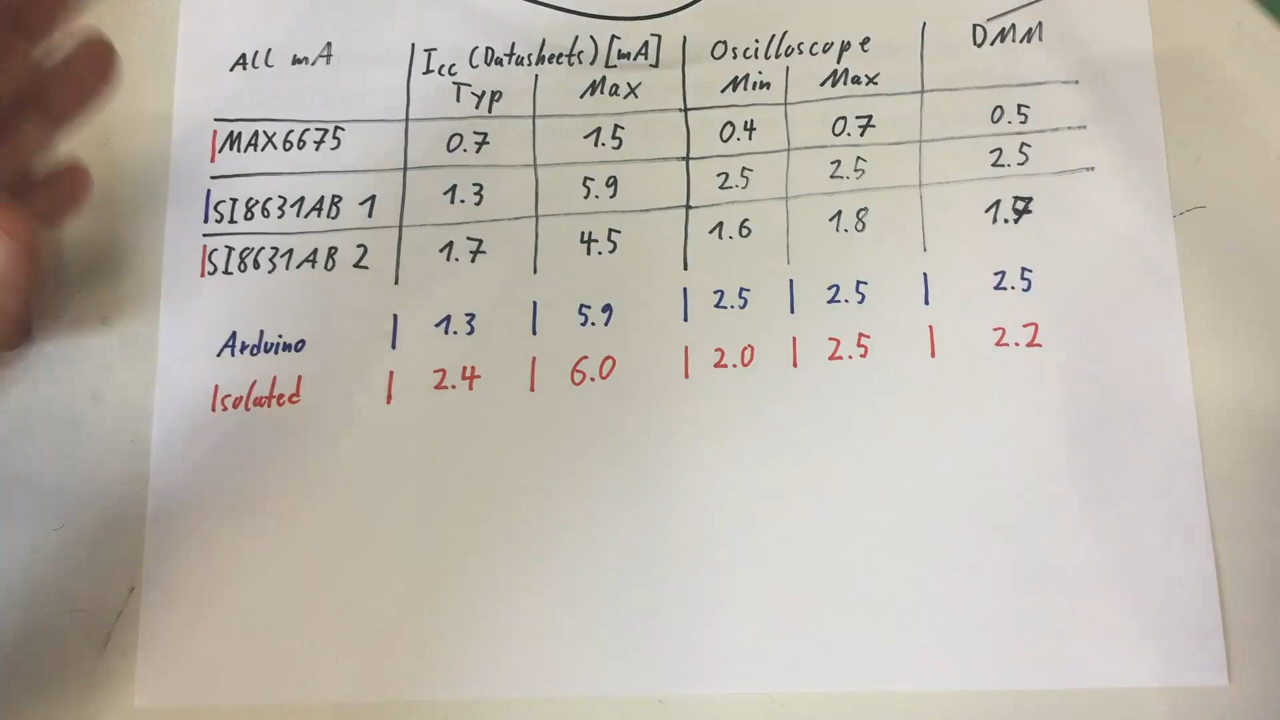 ALL mA Icc (Datasheets) [mA] Oscilloscope DMM
Typ Max Min Max
MAX6675 0.7 1.5 0.4 0.7 0.5
SI8631AB 1 1.3 5.9 2.5 2.5 2.5
SI8631AB 2 1.7 4.5 1.6 1.8 1.7
Arduino 1.3 5.9 2.5 2.5 2.5
Isolated 2.4 6.0 2.0 2.5 2.2